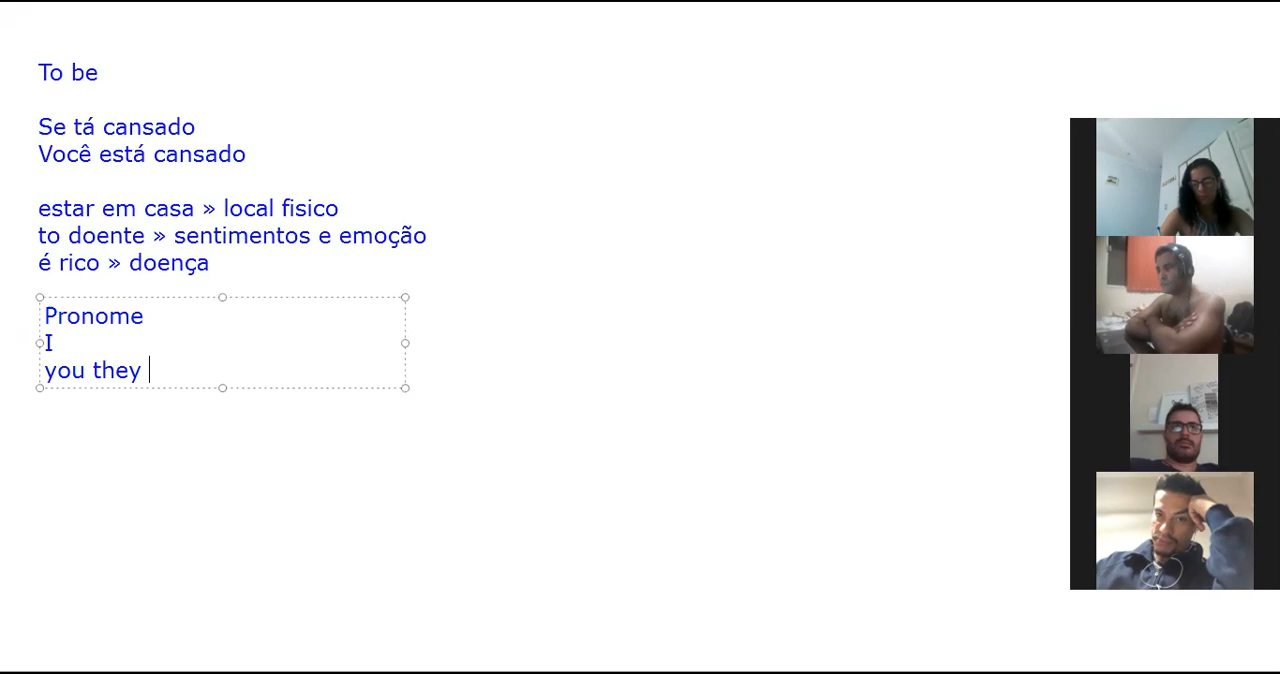 To be
Se tá cansado
Você está cansado
estar em casa » local fisico
to doente » sentimentos e emoção
é rico » doença
Pronome
I
you they